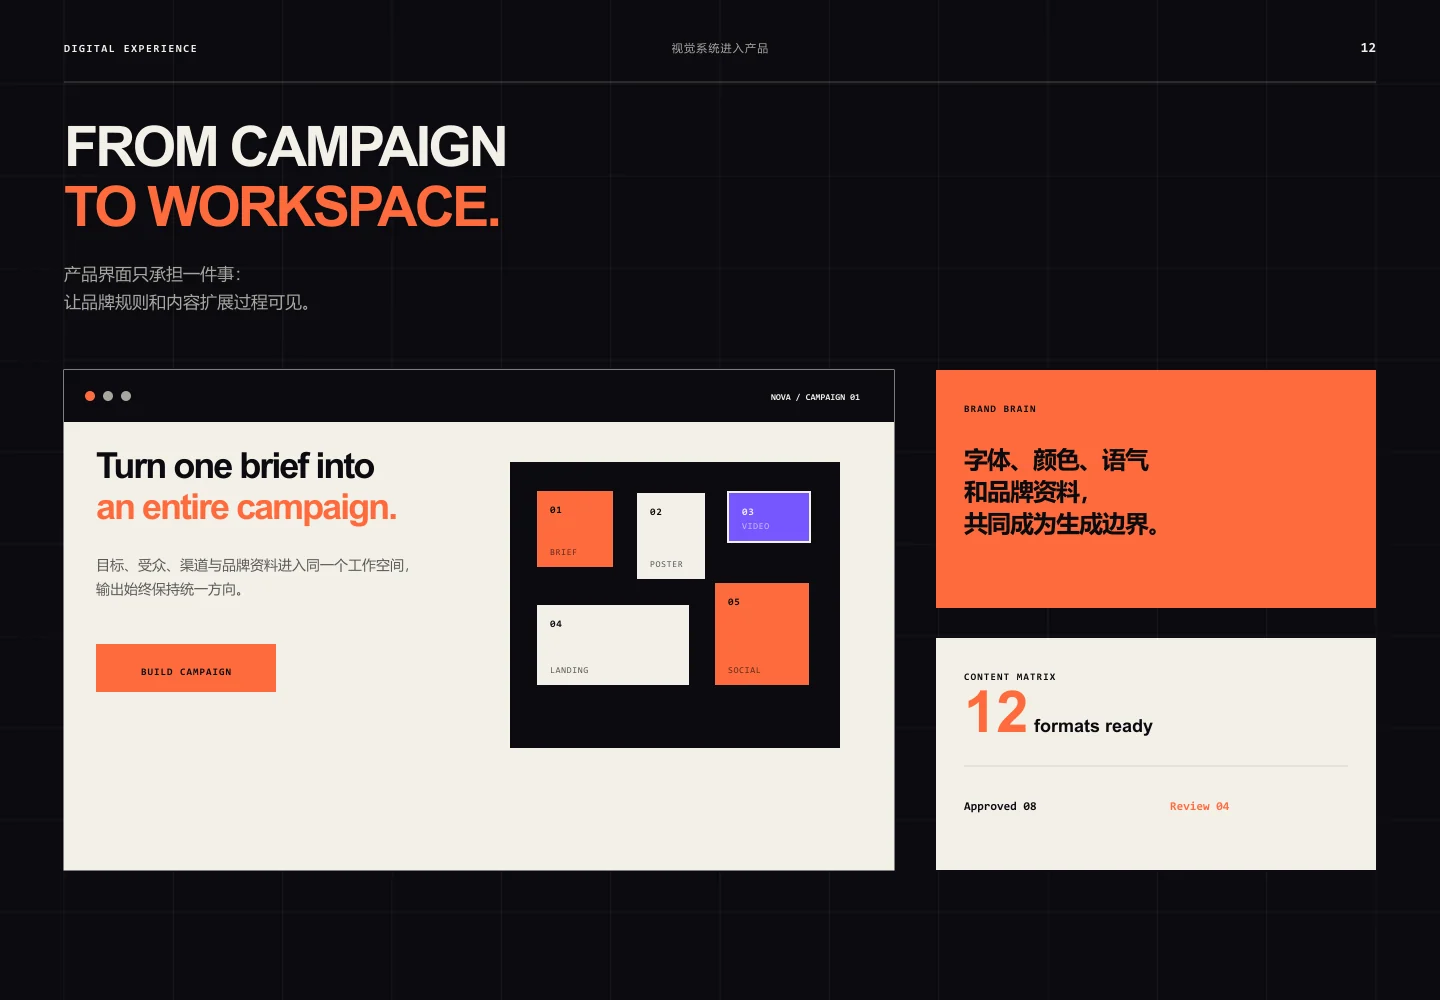 DIGITAL EXPERIENCE
视觉系统进入产品
12
FROM CAMPAIGN
TO WORKSPACE.
产品界面只承担一件事：
让品牌规则和内容扩展过程可见。
NOVA / CAMPAIGN 01
Turn one brief into
an entire campaign.
目标、受众、渠道与品牌资料进入同一个工作空间，
输出始终保持统一方向。
BUILD CAMPAIGN
01
BRIEF
02
POSTER
03
VIDEO
04
LANDING
05
SOCIAL
BRAND BRAIN
字体、颜色、语气
和品牌资料，
共同成为生成边界。
CONTENT MATRIX
12 formats ready
Approved 08
Review 04